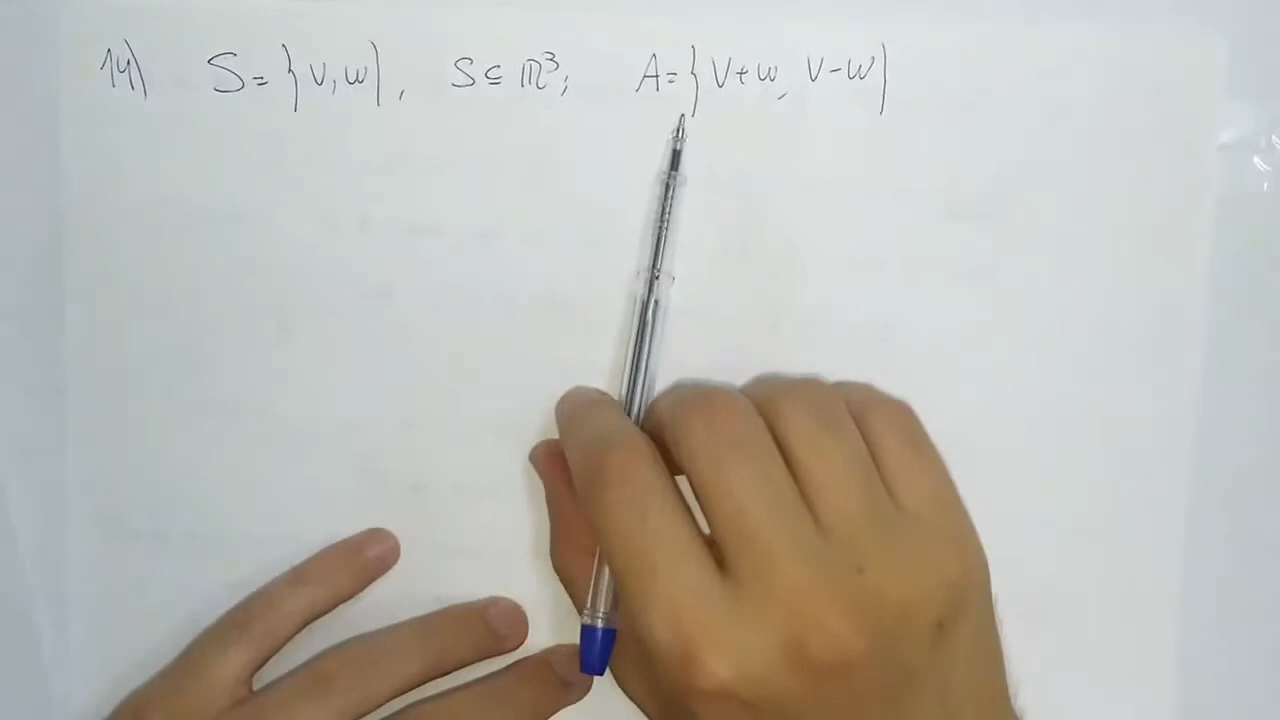 14) S = {v, w}, S ⊆ ℝ³; A = {v+w, v-w}